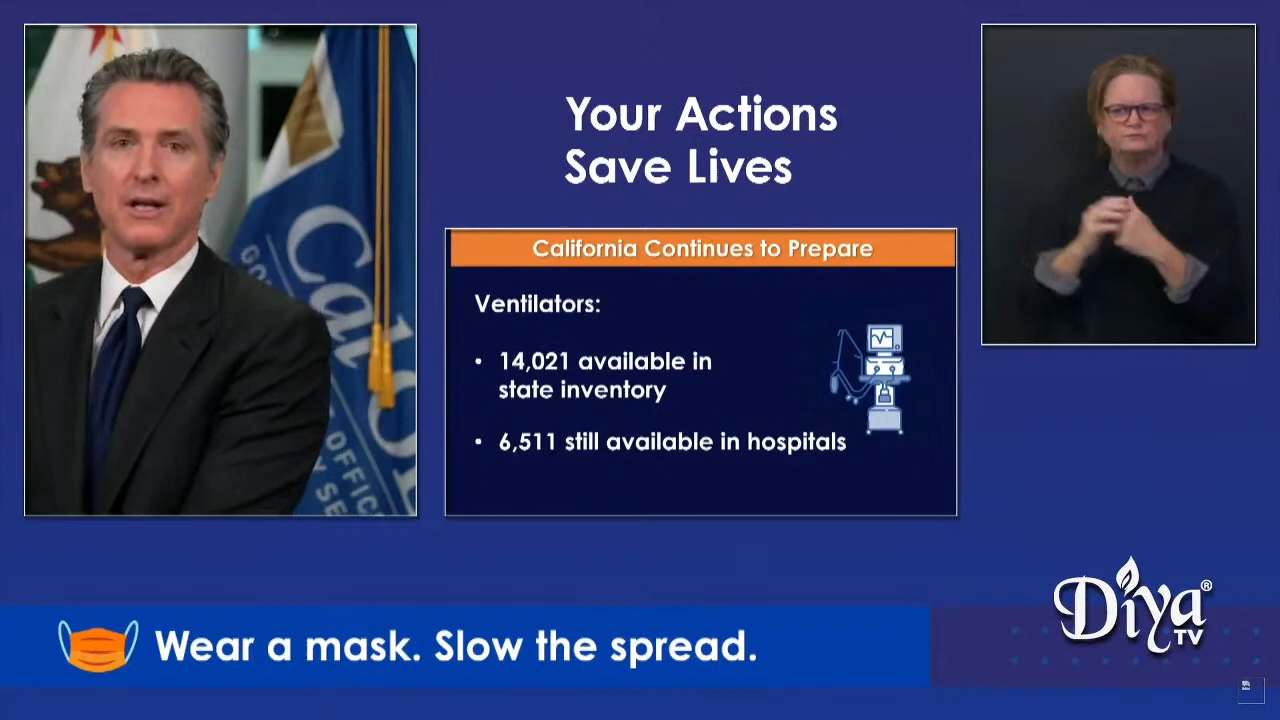 Your Actions
Save Lives
California Continues to Prepare
Ventilators:
• 14,021 available in
state inventory
• 6,511 still available in hospitals
Wear a mask. Slow the spread.
Diya®
TV